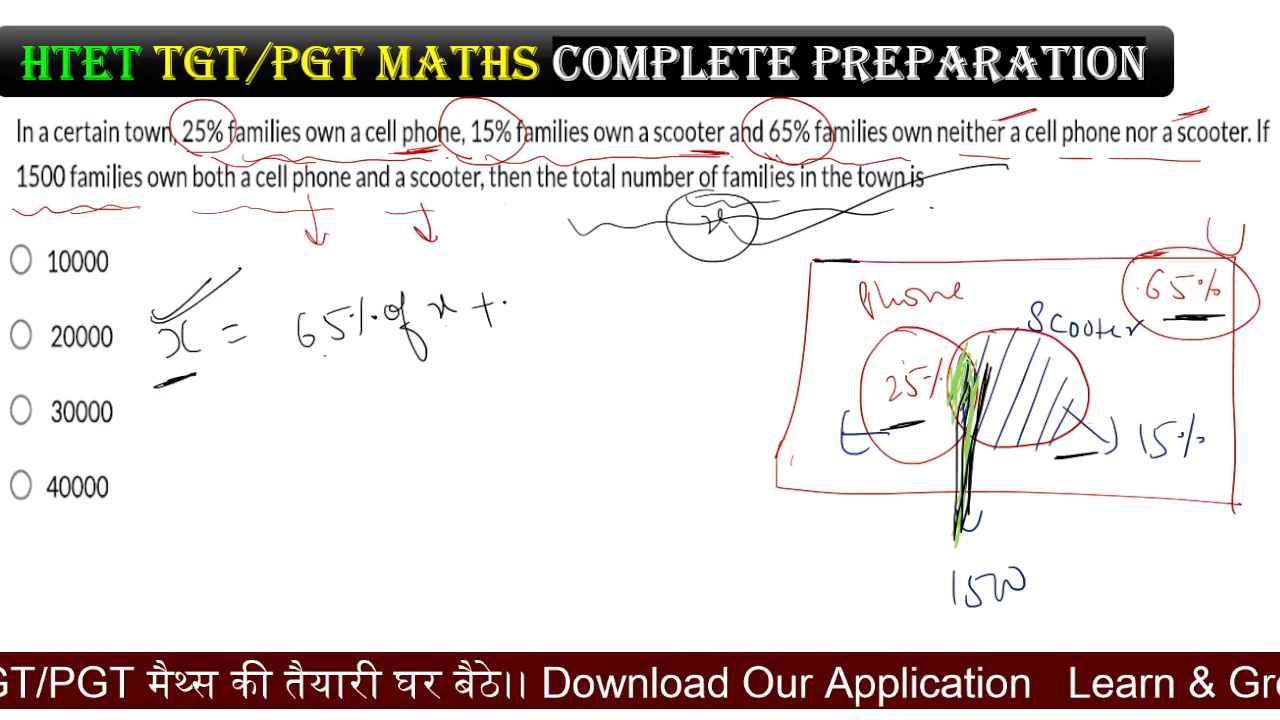 HTET TGT/PGT MATHS COMPLETE PREPARATION
In a certain town, 25% families own a cell phone, 15% families own a scooter and 65% families own neither a cell phone nor a scooter. If
1500 families own both a cell phone and a scooter, then the total number of families in the town is
x
10000
20000
30000
40000
x = 65% of x +
U
65%
Phone
Scooter
25%
15%
1500
GT/PGT मैथ्स की तैयारी घर बैठे।। Download Our Application Learn & Gr